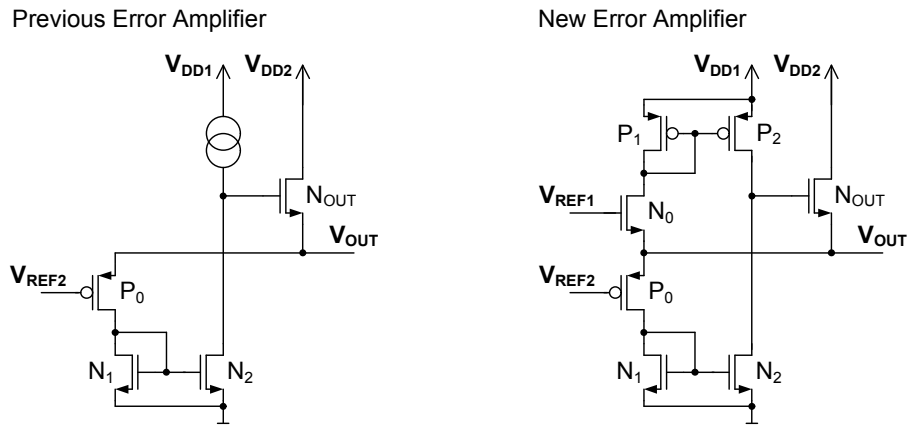 Previous Error Amplifier
New Error Amplifier
VDD1 VDD2
VDD1 VDD2
P1 P2
NOUT
VREF1 N0 NOUT
VOUT
VOUT
VREF2 P0
VREF2 P0
N1 N2
N1 N2